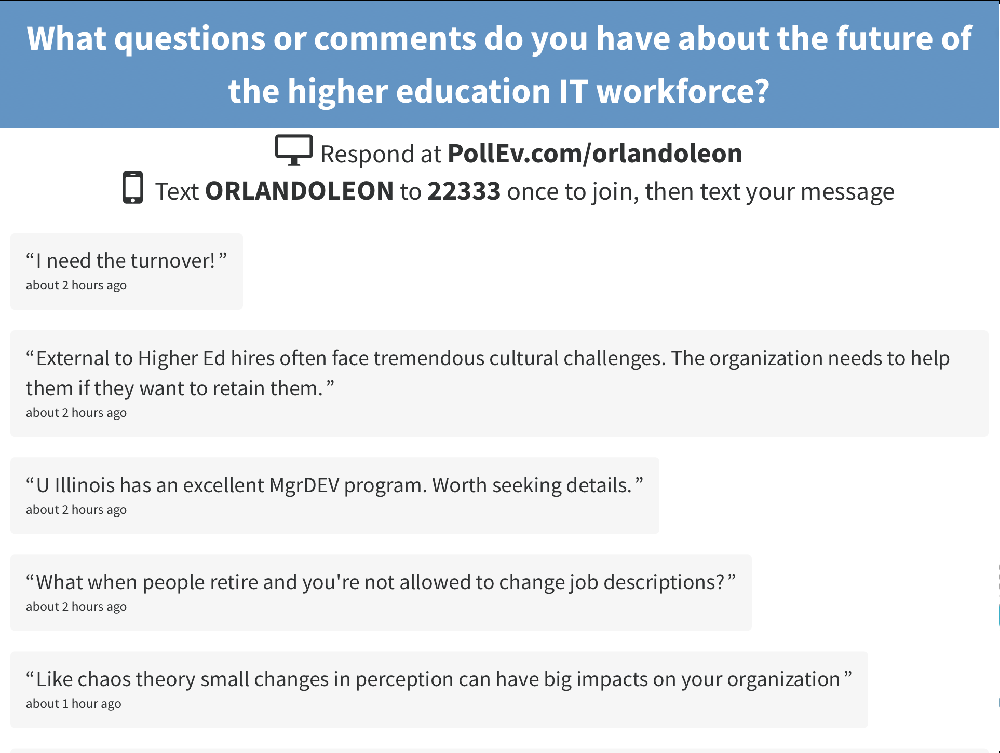 What questions or comments do you have about the future of
the higher education IT workforce?
Respond at PollEv.com/orlandoleon
Text ORLANDOLEON to 22333 once to join, then text your message
“I need the turnover! ”
about 2 hours ago
“External to Higher Ed hires often face tremendous cultural challenges. The organization needs to help
them if they want to retain them. ”
about 2 hours ago
“U Illinois has an excellent MgrDEV program. Worth seeking details. ”
about 2 hours ago
“What when people retire and you're not allowed to change job descriptions? ”
about 2 hours ago
“Like chaos theory small changes in perception can have big impacts on your organization ”
about 1 hour ago